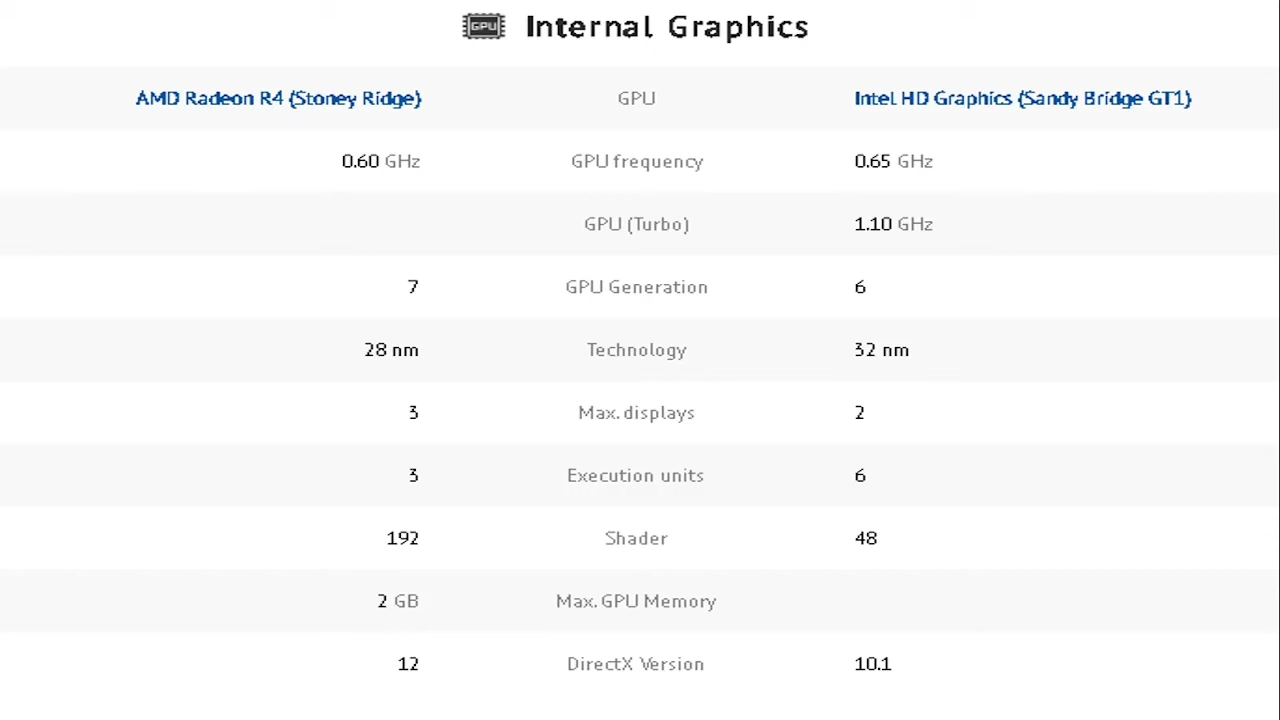 GPU Internal Graphics
AMD Radeon R4 (Stoney Ridge) GPU Intel HD Graphics (Sandy Bridge GT1)
0.60 GHz GPU frequency 0.65 GHz
GPU (Turbo) 1.10 GHz
7 GPU Generation 6
28 nm Technology 32 nm
3 Max. displays 2
3 Execution units 6
192 Shader 48
2 GB Max. GPU Memory
12 DirectX Version 10.1